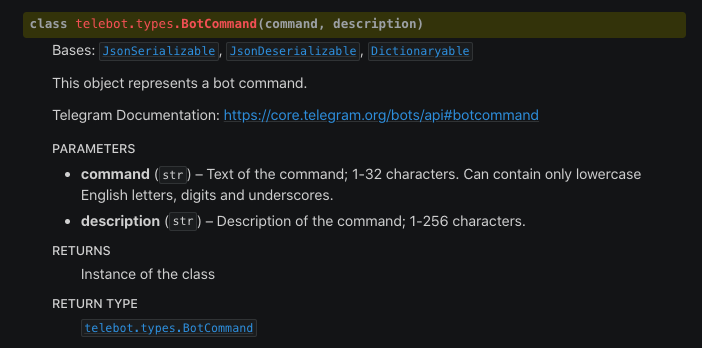 class telebot.types.BotCommand(command, description)
Bases: JsonSerializable, JsonDeserializable, Dictionaryable
This object represents a bot command.
Telegram Documentation: https://core.telegram.org/bots/api#botcommand
PARAMETERS
• command (str) – Text of the command; 1-32 characters. Can contain only lowercase
English letters, digits and underscores.
• description (str) – Description of the command; 1-256 characters.
RETURNS
Instance of the class
RETURN TYPE
telebot.types.BotCommand